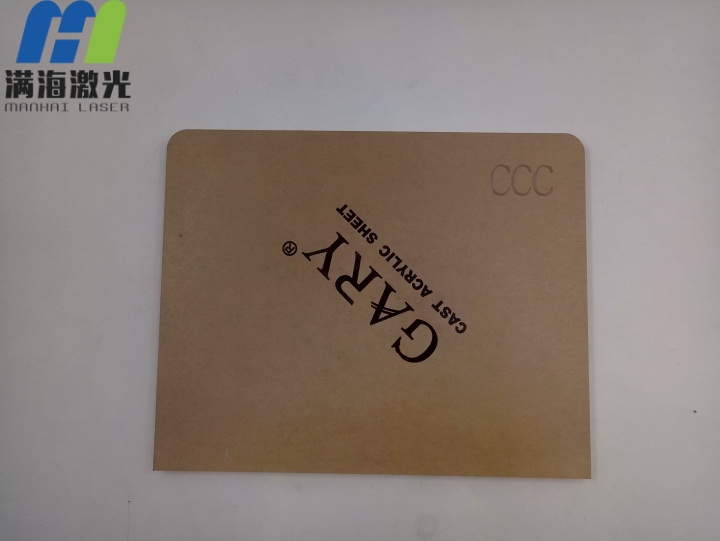 满海激光
MANHAI LASER
CCC
GARY®
CAST ACRYLIC SHEET